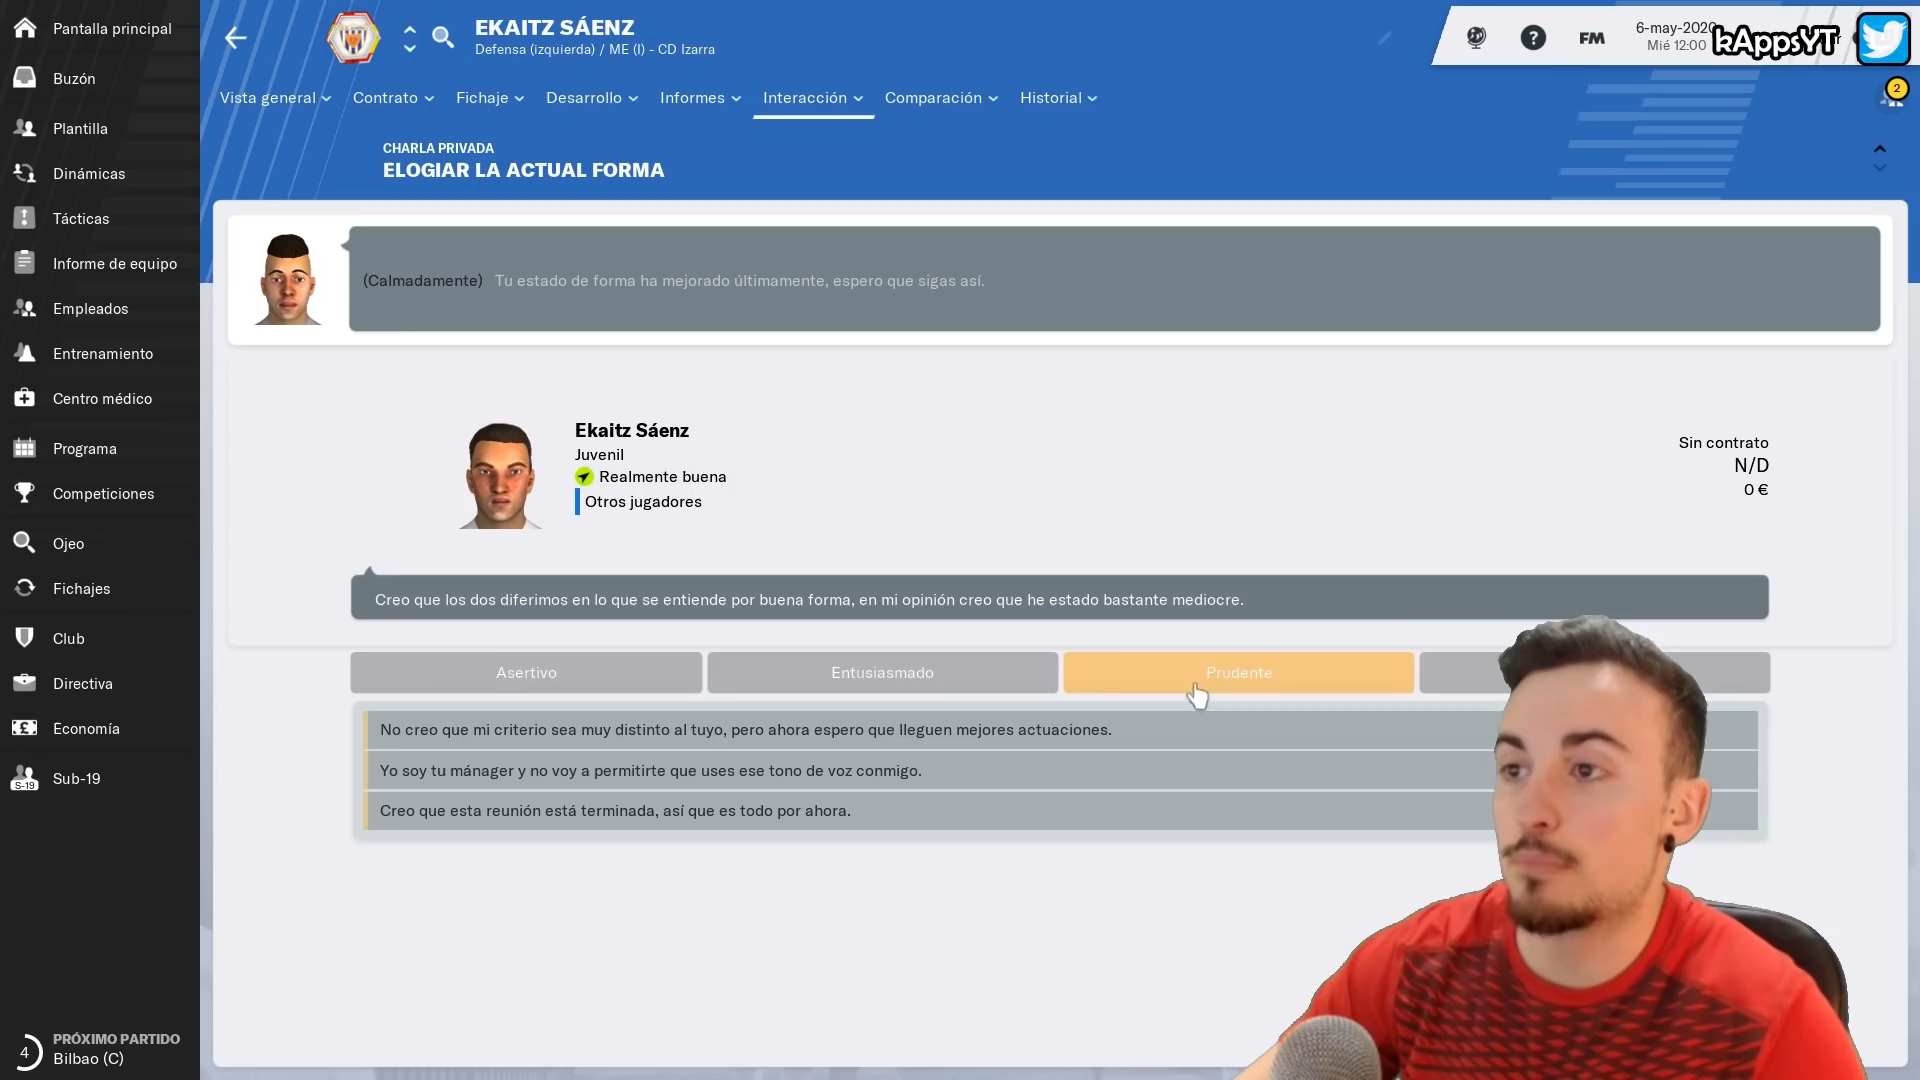 Pantalla principal
Buzón
Plantilla
Dinámicas
Tácticas
Informe de equipo
Empleados
Entrenamiento
Centro médico
Programa
Competiciones
Ojeo
Fichajes
Club
Directiva
Economía
S-19
Sub-19
4
PRÓXIMO PARTIDO
Bilbao (C)
EKAITZ SÁENZ
Defensa (izquierda) / ME (I) - CD Izarra
?
FM
6-may-2020
Mié 12:00
kAppsYT
2
Vista general
Contrato
Fichaje
Desarrollo
Informes
Interacción
Comparación
Historial
CHARLA PRIVADA
ELOGIAR LA ACTUAL FORMA
(Calmadamente) Tu estado de forma ha mejorado últimamente, espero que sigas así.
Ekaitz Sáenz
Juvenil
Realmente buena
Otros jugadores
Sin contrato
N/D
0 €
Creo que los dos diferimos en lo que se entiende por buena forma, en mi opinión creo que he estado bastante mediocre.
Asertivo
Entusiasmado
Prudente
No creo que mi criterio sea muy distinto al tuyo, pero ahora espero que lleguen mejores actuaciones.
Yo soy tu mánager y no voy a permitirte que uses ese tono de voz conmigo.
Creo que esta reunión está terminada, así que es todo por ahora.